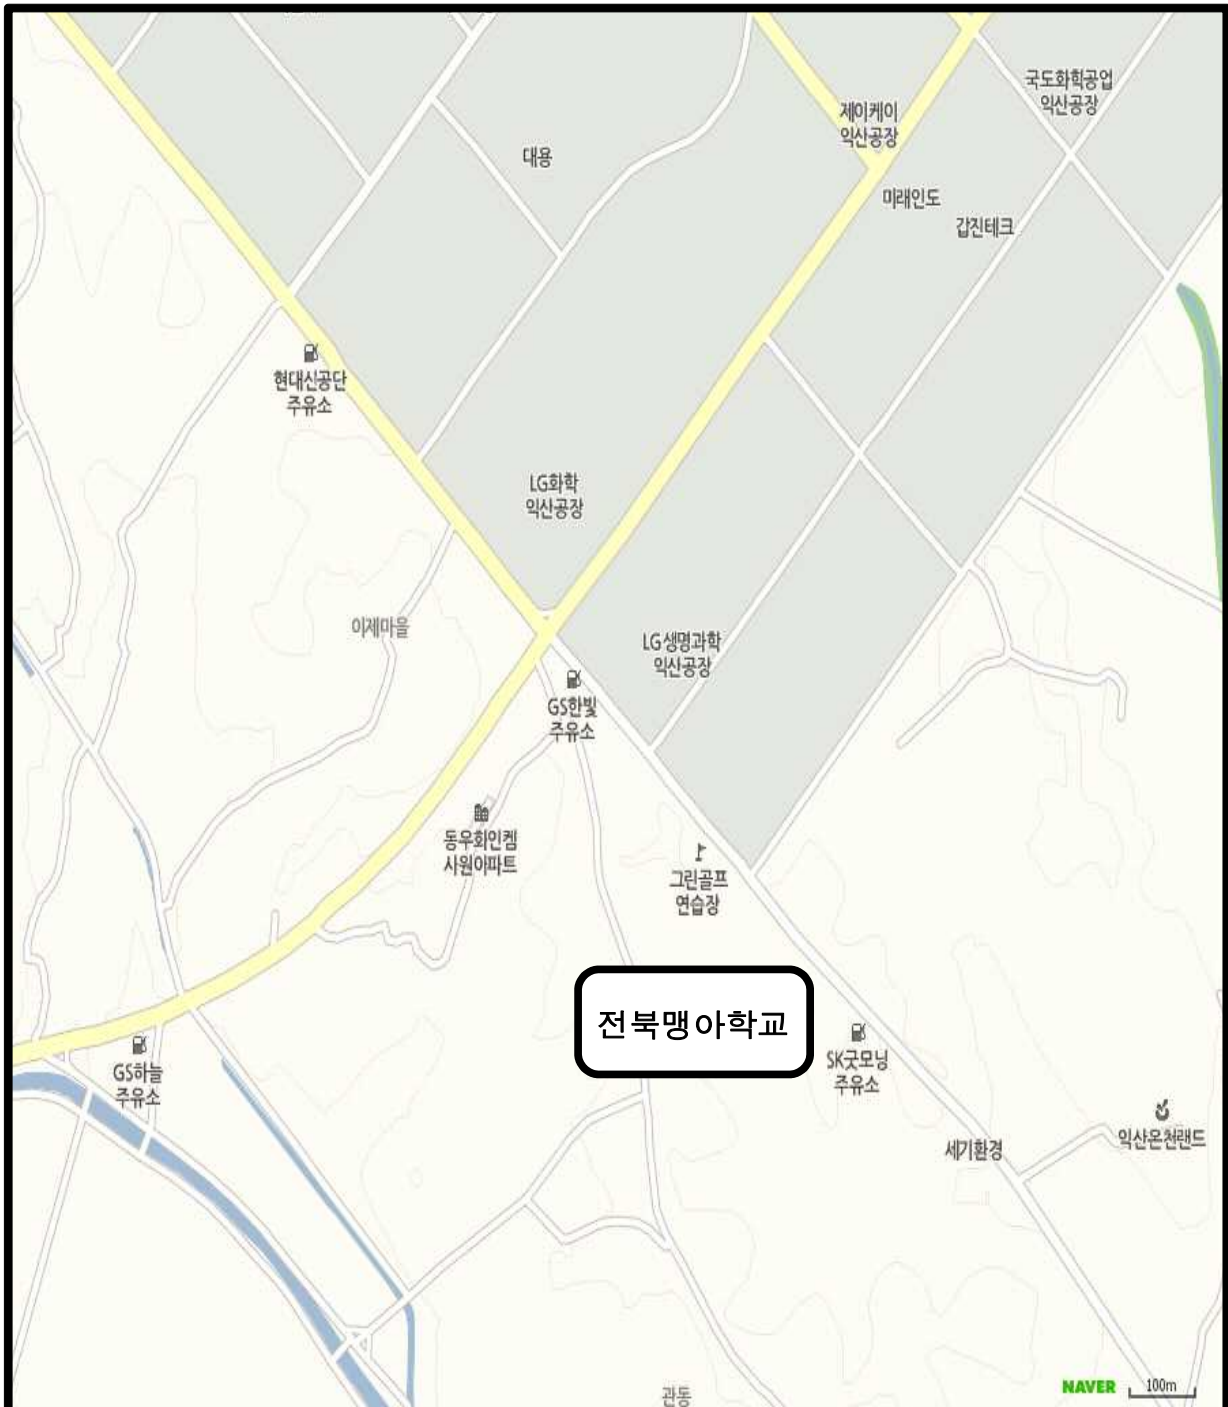 국도화학공업
익산공장
제이케이
익산공장
대용
미래인도
갑진테크
현대신공단
주유소
LG화학
익산공장
이제마을
LG생명과학
익산공장
GS한빛
주유소
동우화인켐
사원아파트
그린골프
연습장
전북맹아학교
SK굿모닝
주유소
GS하늘
주유소
익산온천랜드
세기환경
관동
NAVER
100m